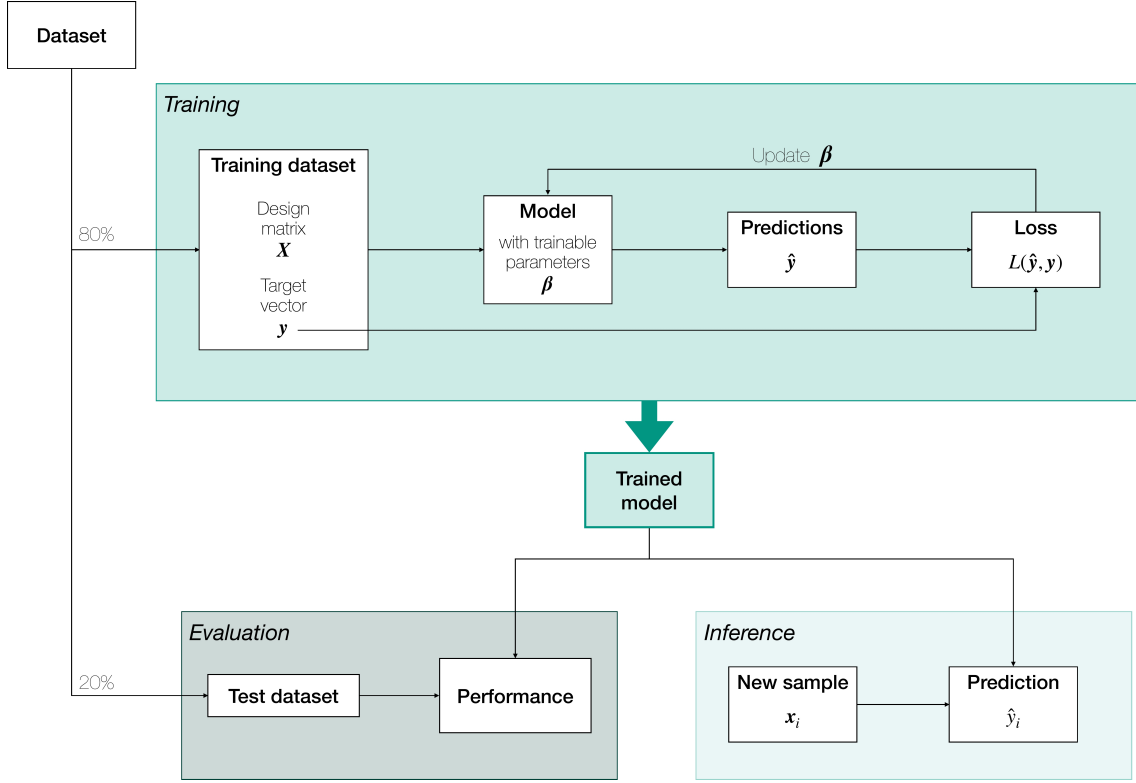 Dataset
Training
Update β
Training dataset
Design
matrix
X
Target
vector
y
Model
with trainable
parameters
β
Predictions
ŷ
Loss
L(ŷ, y)
80%
Trained
model
Evaluation
20%
Test dataset
Performance
Inference
New sample
xᵢ
Prediction
ŷᵢ